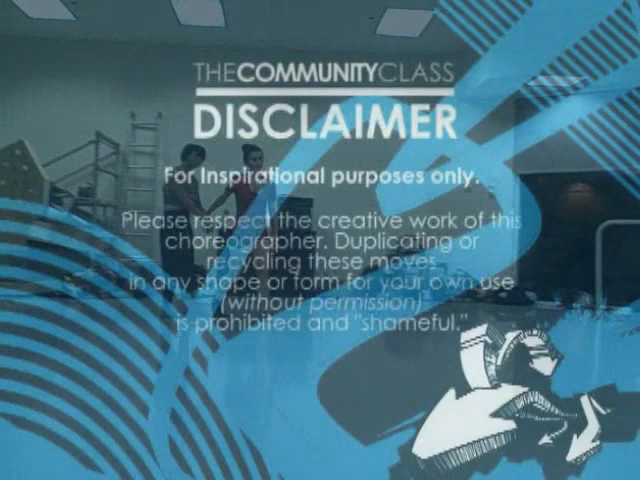 THECOMMUNITYCLASS
DISCLAIMER
For Inspirational purposes only.
Please respect the creative work of this
choreographer. Duplicating or
recycling these moves
in any shape or form for your own use
(without permission)
is prohibited and "shameful."